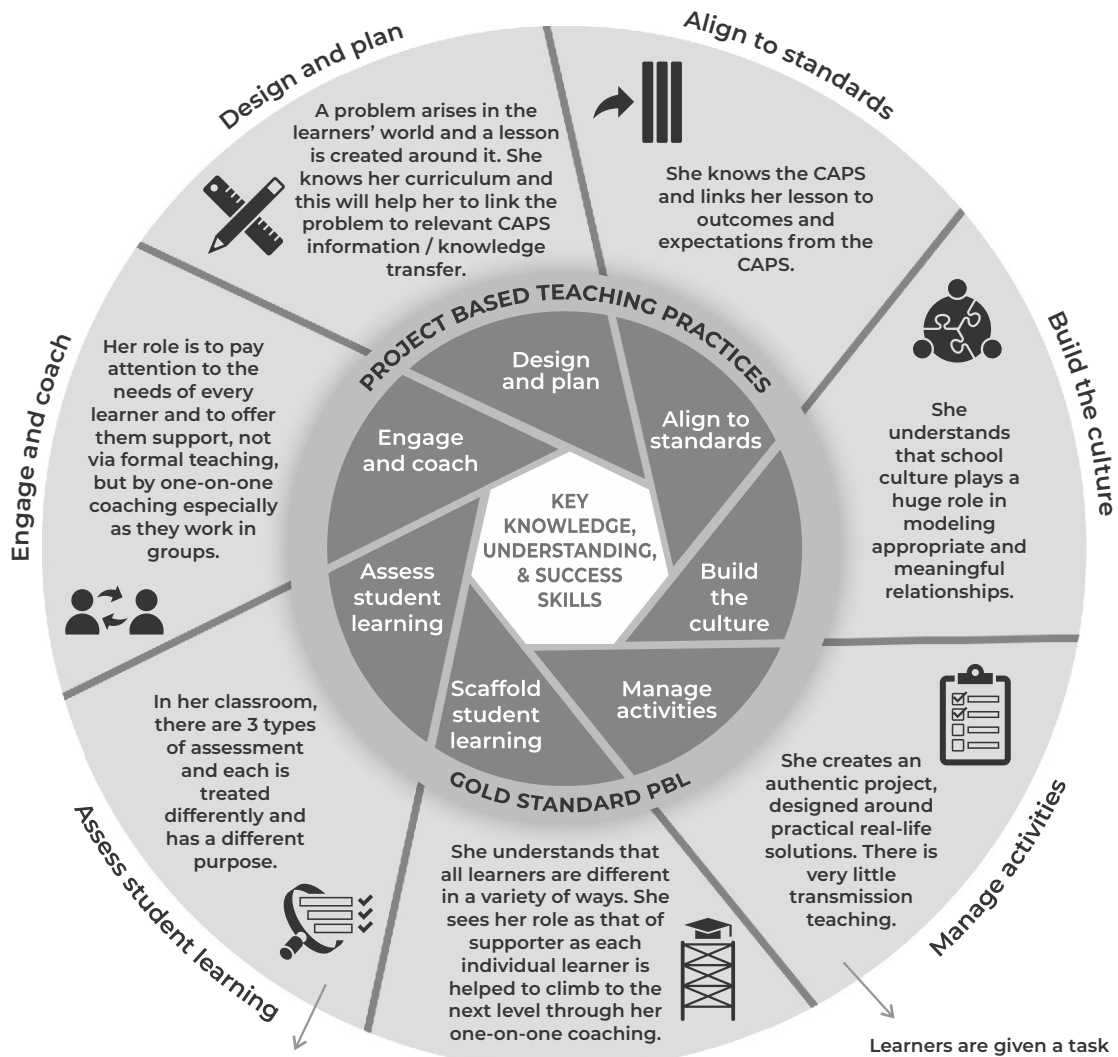 Design and plan
A problem arises in the
learners' world and a lesson
is created around it. She
knows her curriculum and
this will help her to link the
problem to relevant CAPS
information / knowledge
transfer.
Align to standards
She knows the CAPS
and links her lesson to
outcomes and
expectations from the
CAPS.
Build the culture
She
understands
that school
culture plays a
huge role in
modeling
appropriate and
meaningful
relationships.
Manage activities
She creates an
authentic project,
designed around
practical real-life
solutions. There is
very little
transmission
teaching.
Learners are given a task
She understands that
all learners are different
in a variety of ways. She
sees her role as that of
supporter as each
individual learner is
helped to climb to the
next level through her
one-on-one coaching.
Assess student learning
In her classroom,
there are 3 types
of assessment
and each is
treated
differently and
has a different
purpose.
Engage and coach
Her role is to pay
attention to the
needs of every
learner and to offer
them support, not
via formal teaching,
but by one-on-one
coaching especially
as they work in
groups.
PROJECT BASED TEACHING PRACTICES
Design
and plan
Align to
standards
Build
the
culture
Manage
activities
Scaffold
student
learning
Assess
student
learning
Engage
and coach
KEY
KNOWLEDGE,
UNDERSTANDING,
& SUCCESS
SKILLS
GOLD STANDARD PBL